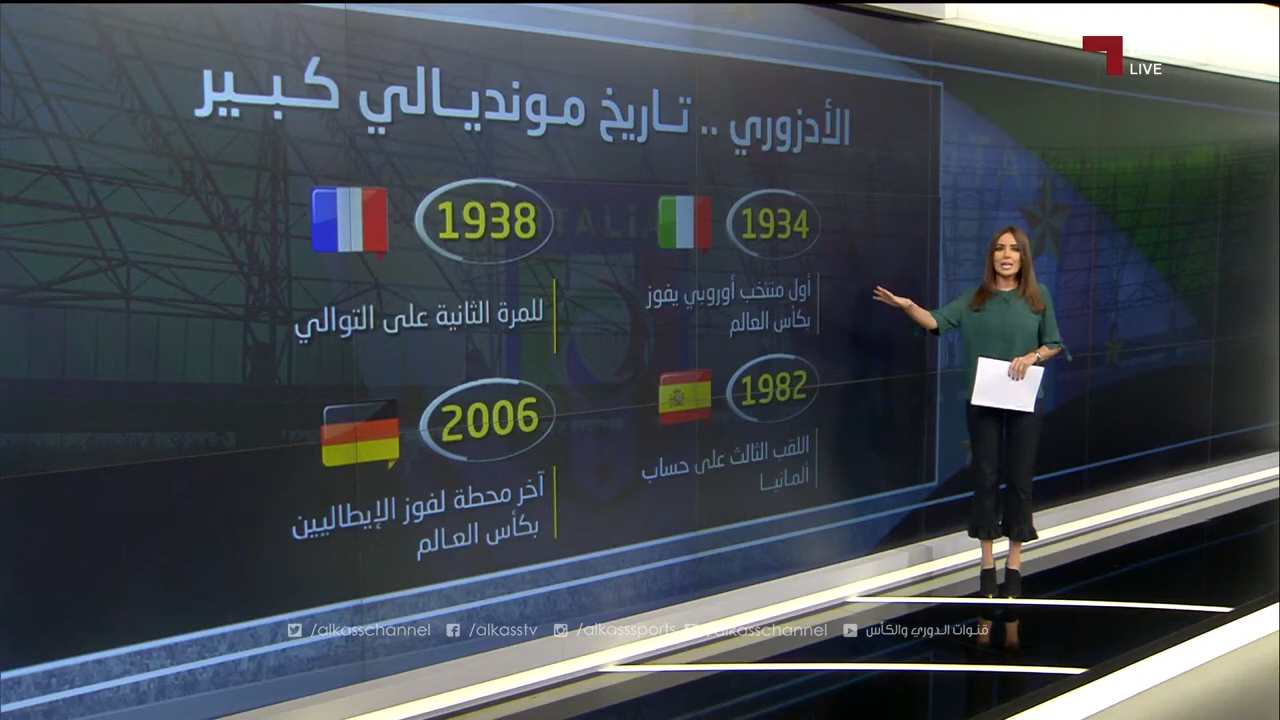 LIVE
الأدزوري .. تاريخ مونديالي كبير
1934
أول منتخب أوروبي يفوز
بكأس العالم
1938
للمرة الثانية على التوالي
1982
اللقب الثالث على حساب
ألمانيا
2006
آخر محطة لفوز الإيطاليين
بكأس العالم
ITALIA
/alkasschannel /alkasstv /alkasssports /alkasschannel قنوات الدوري والكأس